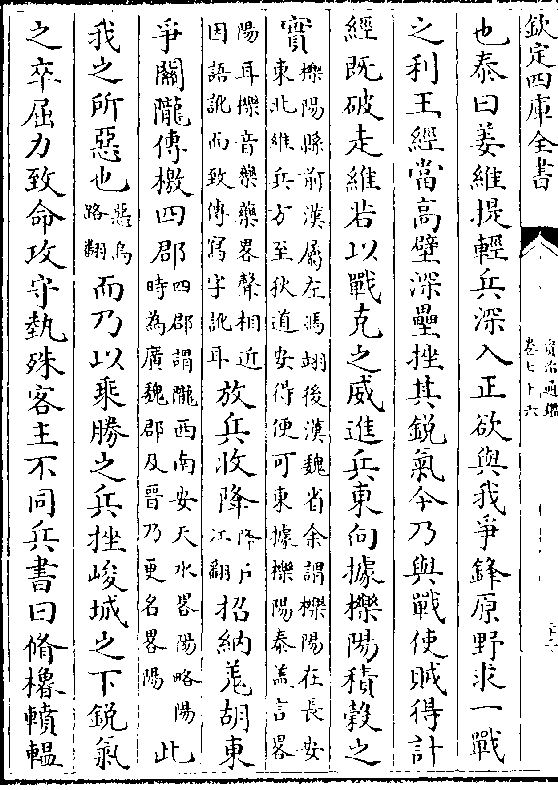 欽定四庫全書
資治通鑑
卷七十六
也泰曰姜維提輕兵深入正欲與我爭鋒原野求一戰
之利王經當高壁深壘挫其鋭氣今乃與戰使賊得計
經既破走維若以戰克之威進兵東向據櫟陽積榖之
實櫟陽縣前漢屬左馮翊後漢魏省余謂櫟陽在長安
東北維兵方至狄道安得便可東據櫟陽泰盖言畧
陽耳櫟音藥藥畧聲相近
因語訛而致傳寫字訛耳放兵收降降户江翻招納羌胡東
爭關隴傳檄四郡四郡謂隴西南安天水畧陽略陽
時為廣魏郡及晉乃更名畧陽此
我之所惡也惡烏路翻而乃以乘勝之兵挫峻城之下鋭氣
之卒屈力致命攻守勢殊客主不同兵書曰脩櫓轒輼